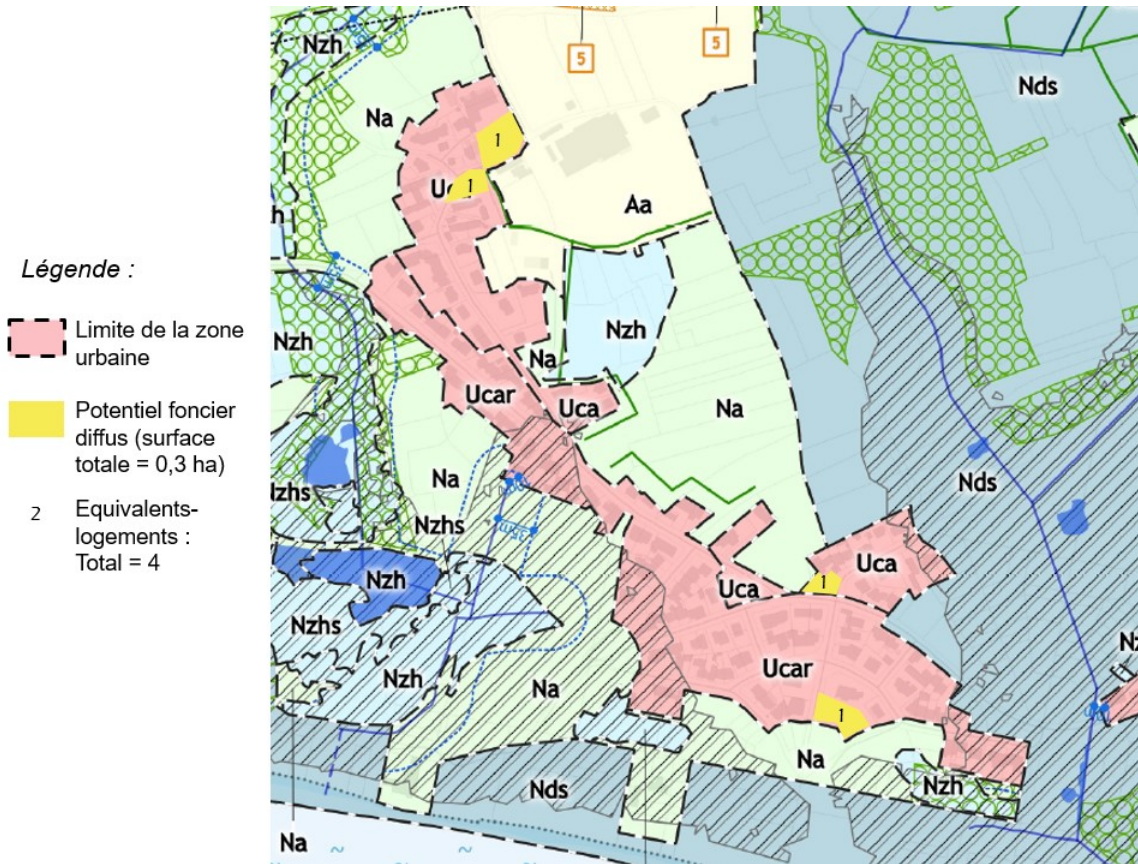 Légende :
Limite de la zone
urbaine
Potentiel foncier
diffus (surface
totale = 0,3 ha)
2 Equivalents-
logements :
Total = 4
Nzh
5
5
Nds
Na
1
1
Aa
Nzh
Nzh
Na
Ucar
Uca
Na
Na
Nds
Nzhs
Uca
Uca
1
Nzh
Nzhs
Nzh
Na
Ucar
1
Na
Nzh
Nds
Na
35m